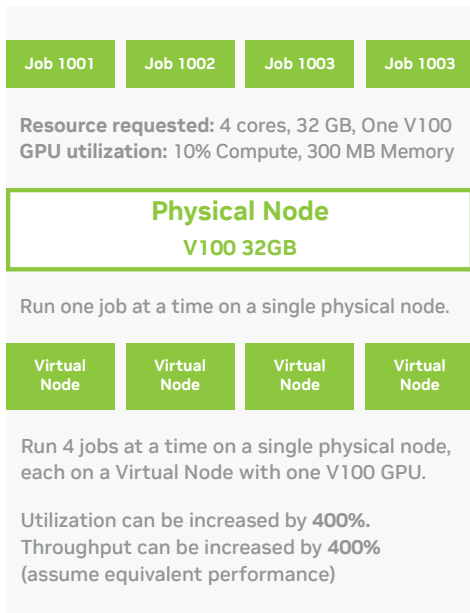 Job 1001 Job 1002 Job 1003 Job 1003
Resource requested: 4 cores, 32 GB, One V100
GPU utilization: 10% Compute, 300 MB Memory
Physical Node
V100 32GB
Run one job at a time on a single physical node.
Virtual Node Virtual Node Virtual Node Virtual Node
Run 4 jobs at a time on a single physical node,
each on a Virtual Node with one V100 GPU.
Utilization can be increased by 400%.
Throughput can be increased by 400%
(assume equivalent performance)